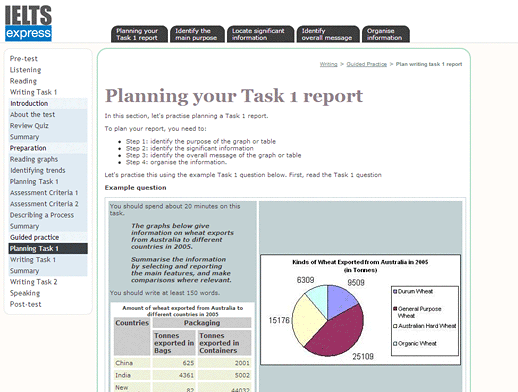 IELTS
express
Planning your
Task 1 report
Identify the
main purpose
Locate significant
information
Identify
overall message
Organise
information
Pre-test
Listening
Reading
Writing Task 1
Introduction
About the test
Review Quiz
Summary
Preparation
Reading graphs
Identifying trends
Planning Task 1
Assessment Criteria 1
Assessment Criteria 2
Describing a Process
Summary
Guided practice
Planning Task 1
Writing Task 1
Summary
Writing Task 2
Speaking
Post-test
Writing > Guided Practice > Plan writing task 1 report
Planning your Task 1 report
In this section, let's practise planning a Task 1 report.
To plan your report, you need to:
• Step 1: identify the purpose of the graph or table
• Step 2: identify the significant information
• Step 3: identify the overall message of the graph or table
• Step 4: organise the information.
Let's practise this using the example Task 1 question below. First, read the Task 1 question
Example question
You should spend about 20 minutes on this
task.
The graphs below give
information on wheat exports
from Australia to different
countries in 2005.
Summarise the information
by selecting and reporting
the main features, and make
comparisons where relevant.
You should write at least 150 words.
Amount of wheat exported from Australia to
different countries in 2005
Countries Packaging
Tonnes exported in Bags Tonnes exported in Containers
China 625 2001
India 4361 5002
New 82 44032
Kinds of Wheat Exported from Australia in 2005
(in Tonnes)
6309
9509
15176
25109
Durum Wheat
General Purpose
Wheat
Australian Hard Wheat
Organic Wheat